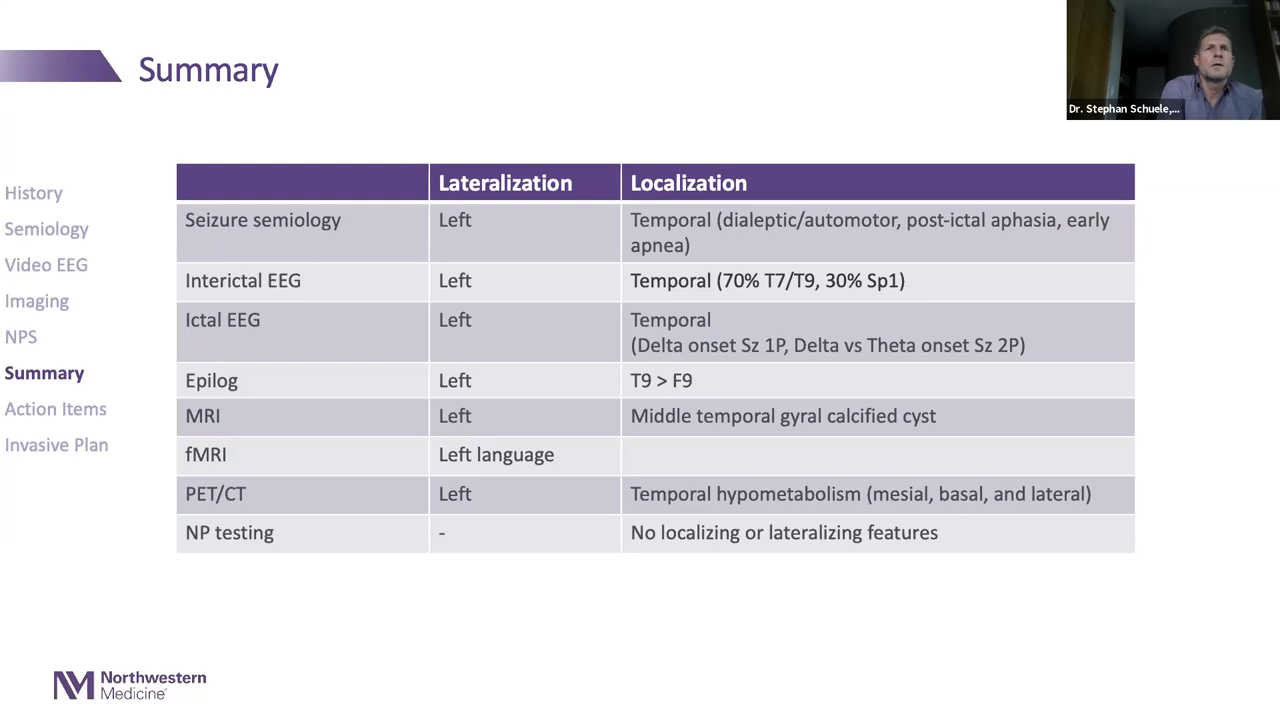 Summary
Dr. Stephan Schuele,...
History
Semiology
Video EEG
Imaging
NPS
Summary
Action Items
Invasive Plan
Lateralization Localization
Seizure semiology Left Temporal (dialeptic/automotor, post-ictal aphasia, early
apnea)
Interictal EEG Left Temporal (70% T7/T9, 30% Sp1)
Ictal EEG Left Temporal
(Delta onset Sz 1P, Delta vs Theta onset Sz 2P)
Epilog Left T9 > F9
MRI Left Middle temporal gyral calcified cyst
fMRI Left language
PET/CT Left Temporal hypometabolism (mesial, basal, and lateral)
NP testing - No localizing or lateralizing features
NM Northwestern
Medicine®